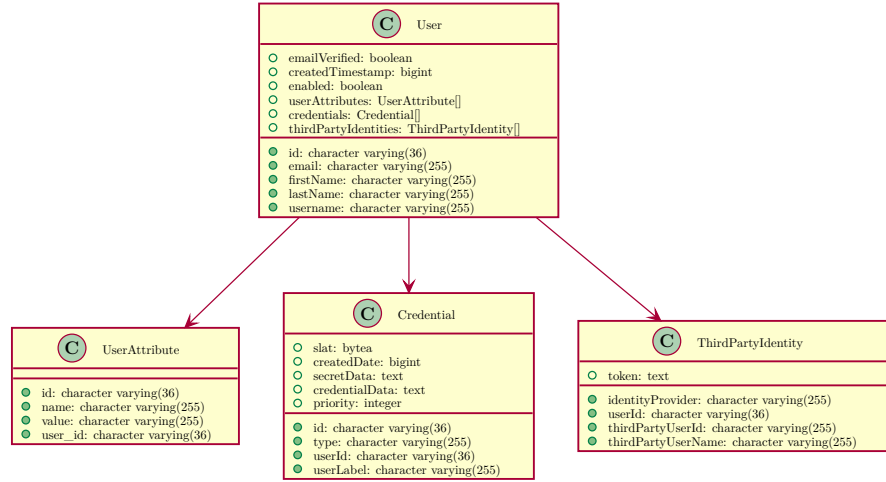 C User
emailVerified: boolean
createdTimestamp: bigint
enabled: boolean
userAttributes: UserAttribute[]
credentials: Credential[]
thirdPartyIdentities: ThirdPartyIdentity[]
id: character varying(36)
email: character varying(255)
firstName: character varying(255)
lastName: character varying(255)
username: character varying(255)
C UserAttribute
id: character varying(36)
name: character varying(255)
value: character varying(255)
user_id: character varying(36)
C Credential
slat: bytea
createdDate: bigint
secretData: text
credentialData: text
priority: integer
id: character varying(36)
type: character varying(255)
userId: character varying(36)
userLabel: character varying(255)
C ThirdPartyIdentity
token: text
identityProvider: character varying(255)
userId: character varying(36)
thirdPartyUserId: character varying(255)
thirdPartyUserName: character varying(255)